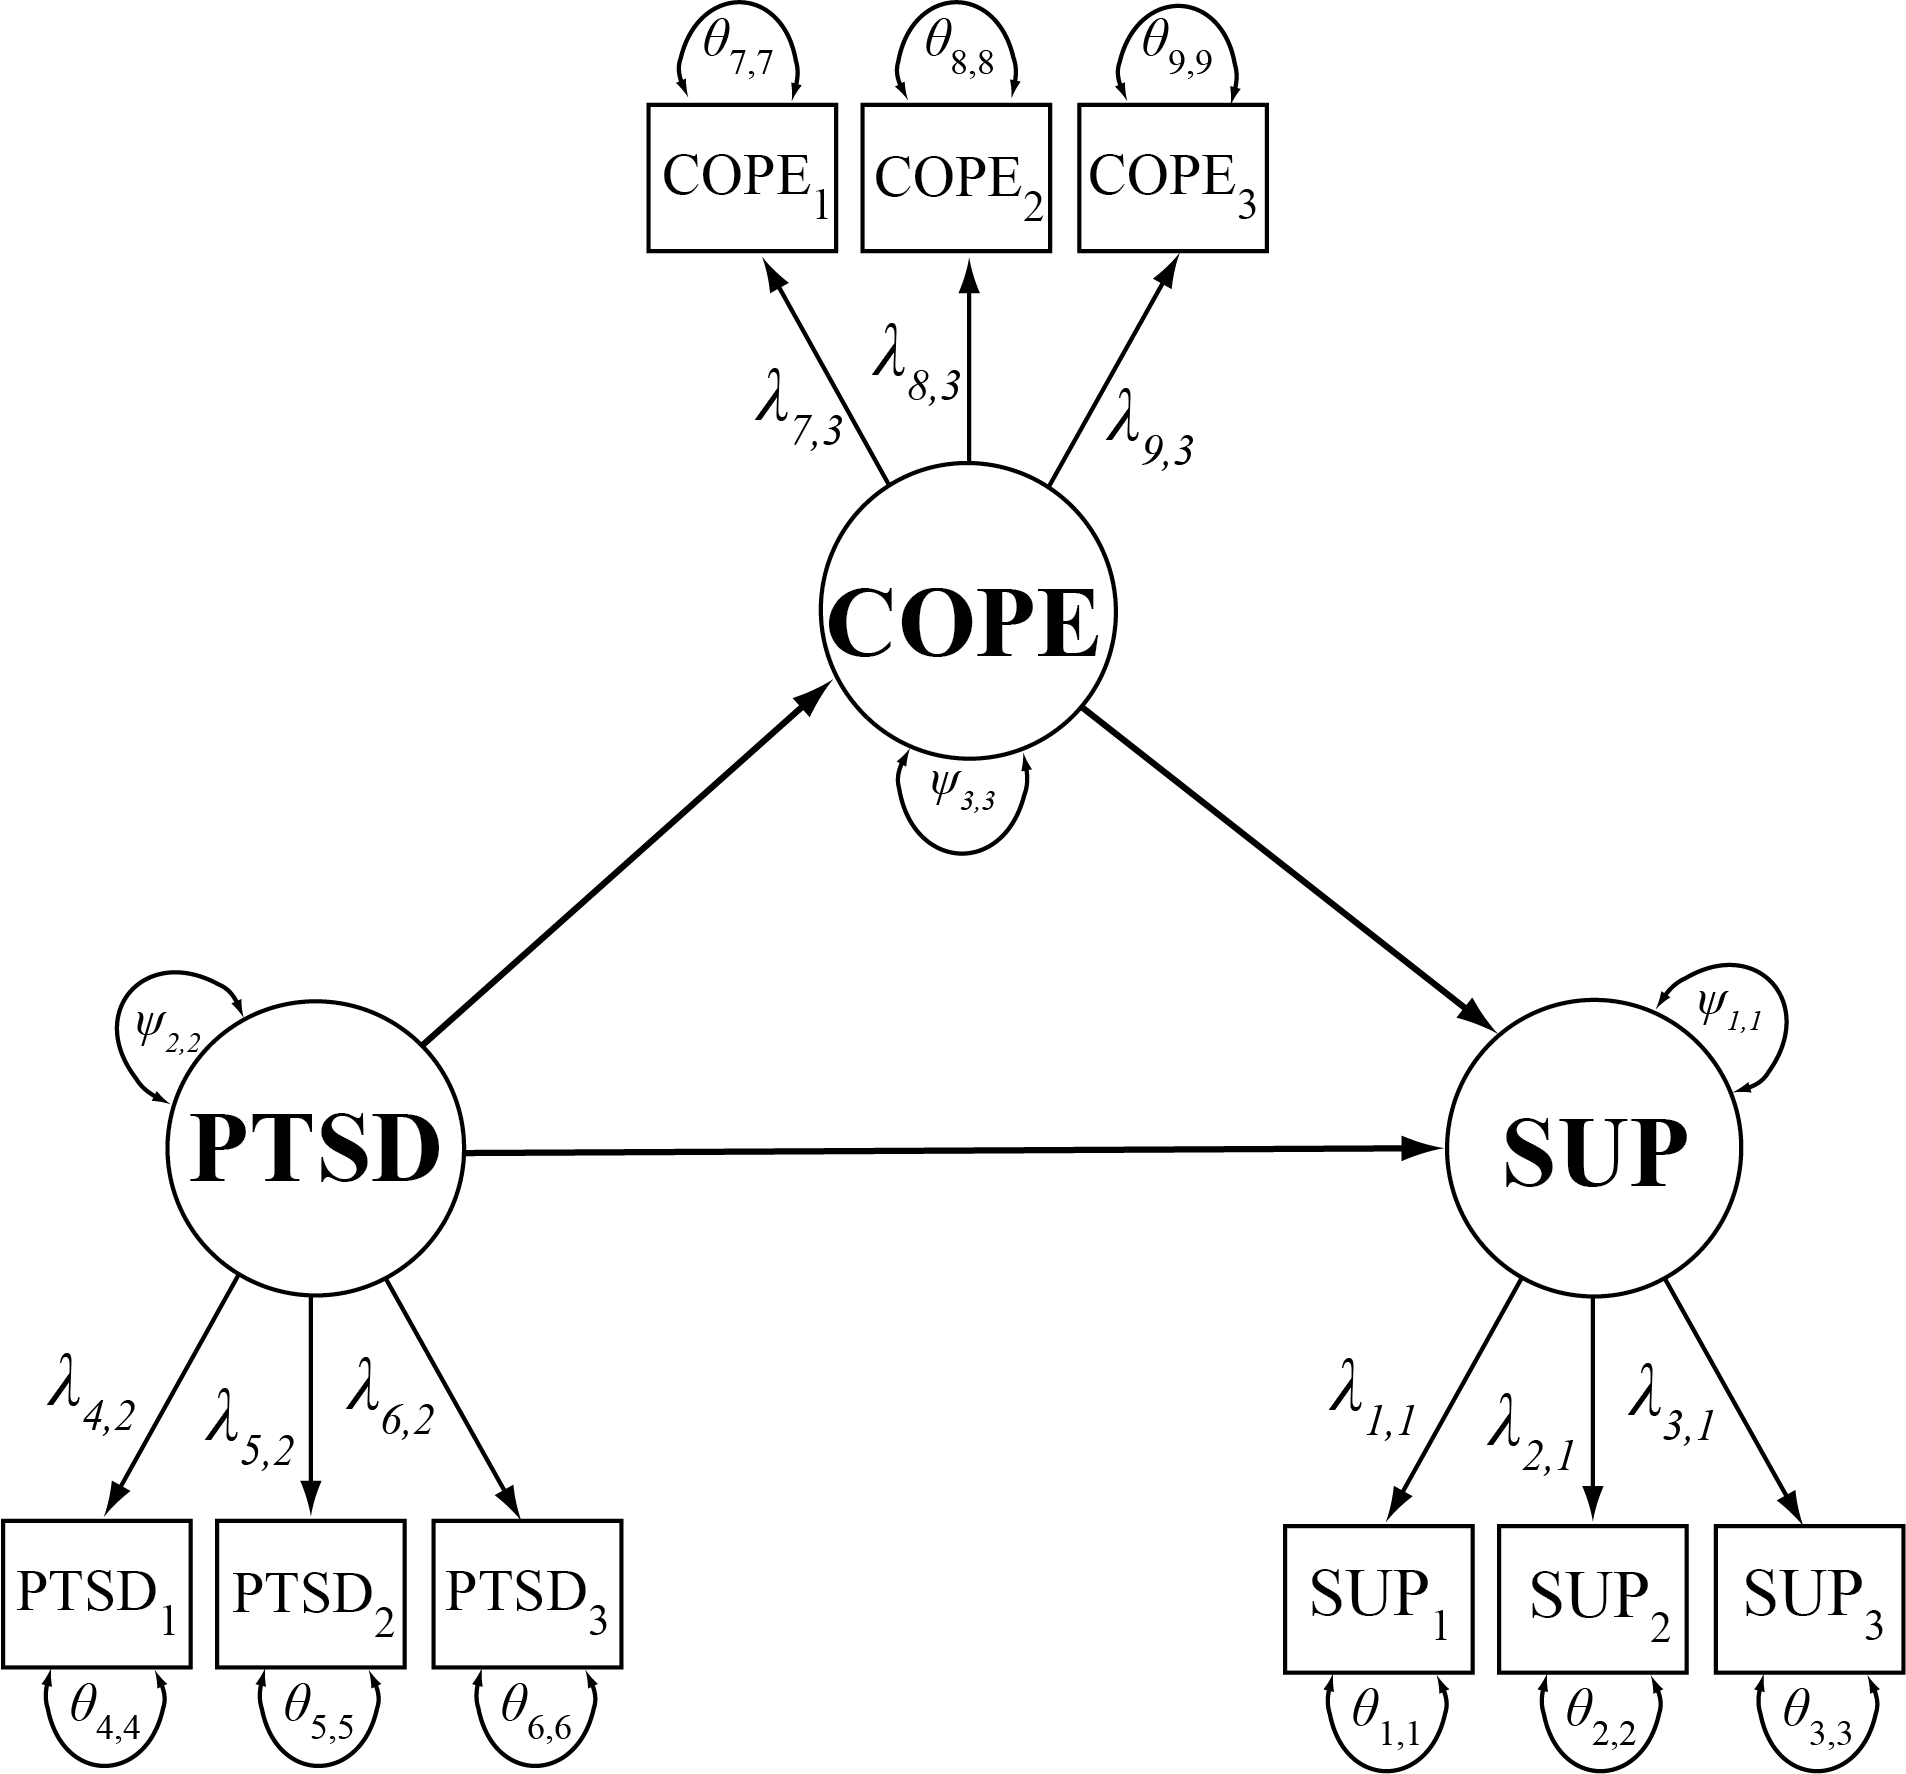 θ7,7 θ8,8 θ9,9
COPE1 COPE2 COPE3
λ7,3 λ8,3 λ9,3
COPE
ψ3,3
ψ2,2 ψ1,1
PTSD SUP
λ4,2 λ5,2 λ6,2 λ1,1 λ2,1 λ3,1
PTSD1 PTSD2 PTSD3 SUP1 SUP2 SUP3
θ4,4 θ5,5 θ6,6 θ1,1 θ2,2 θ3,3